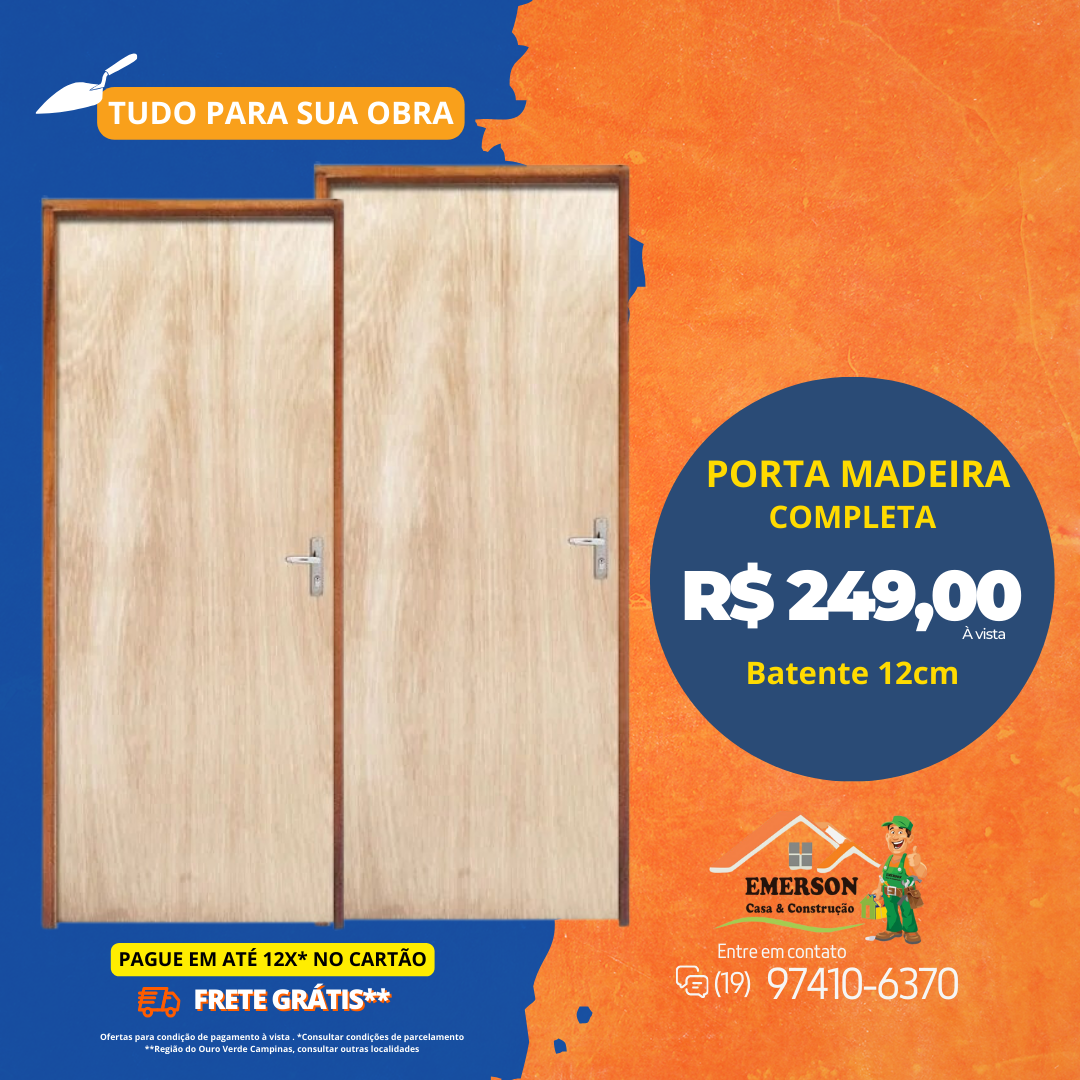 TUDO PARA SUA OBRA
PORTA MADEIRA
COMPLETA
R$ 249,00
À vista
Batente 12cm
EMERSON
Casa & Construção
Entre em contato
(19) 97410-6370
PAGUE EM ATÉ 12X* NO CARTÃO
FRETE GRÁTIS**
Ofertas para condição de pagamento à vista . *Consultar condições de parcelamento
**Região do Ouro Verde Campinas, consultar outras localidades